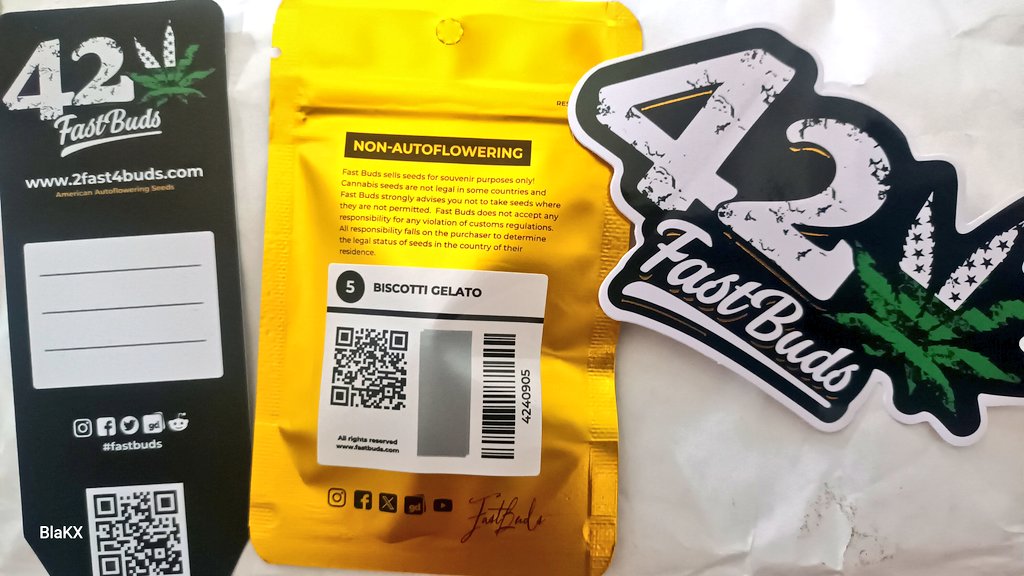 42
FastBuds
www.2fast4buds.com
American Autoflowering Seeds
#fastbuds
BlaKX
NON-AUTOFLOWERING
Fast Buds sells seeds for souvenir purposes only!
Cannabis seeds are not legal in some countries and
Fast Buds strongly advises you not to take seeds where
they are not permitted. Fast Buds does not accept any
responsibility for any violation of customs regulations.
All responsibility falls on the purchaser to determine
the legal status of seeds in the country of their
residence.
5 BISCOTTI GELATO
4240905
All rights reserved
www.fastbuds.com
FastBuds
42
FastBuds